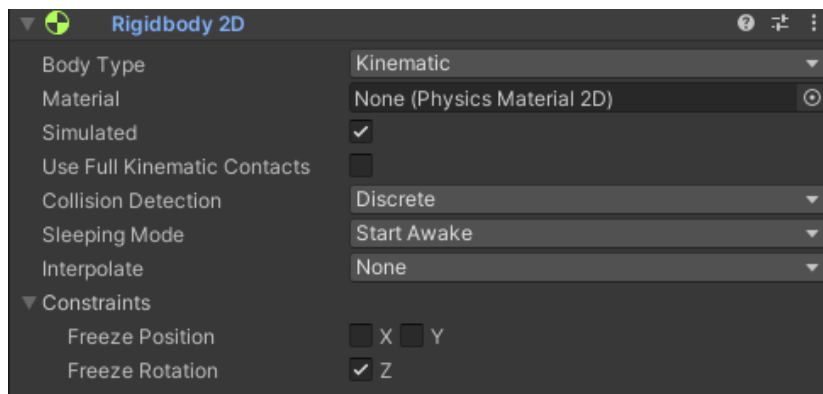 Rigidbody 2D
Body Type Kinematic
Material None (Physics Material 2D)
Simulated
Use Full Kinematic Contacts
Collision Detection Discrete
Sleeping Mode Start Awake
Interpolate None
Constraints
Freeze Position X Y
Freeze Rotation Z